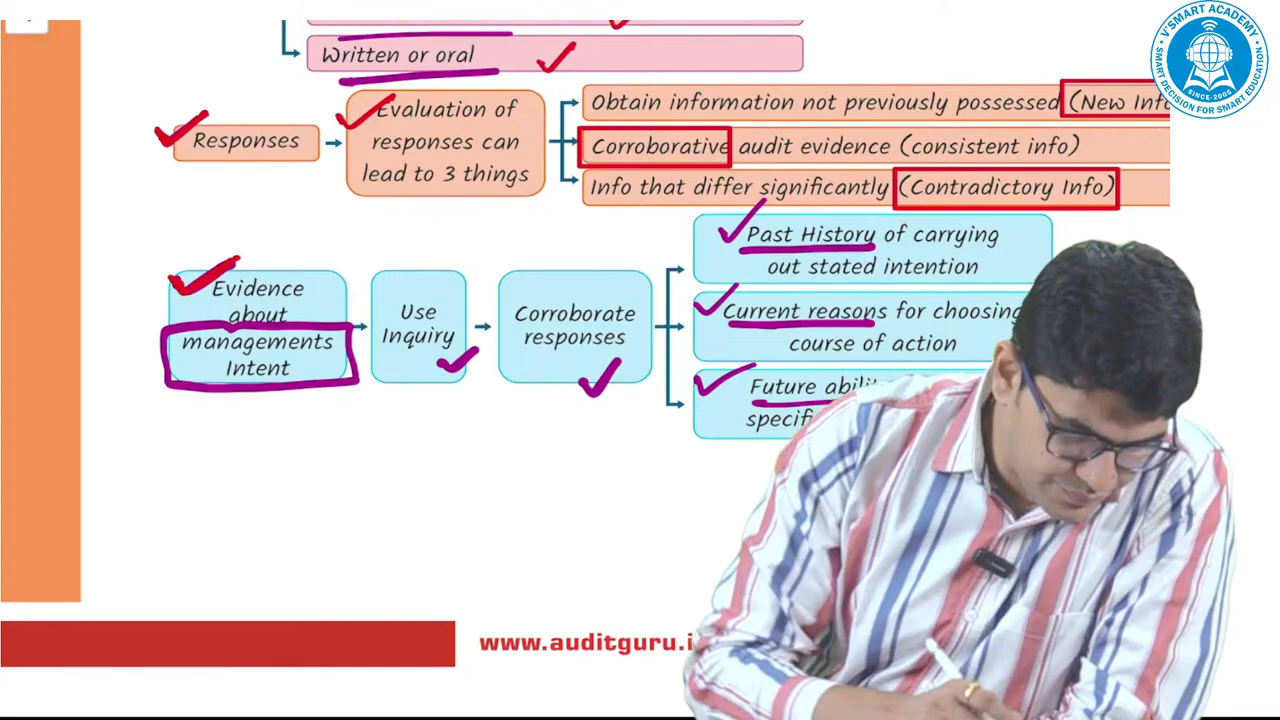 Written or oral
Responses
Evaluation of
responses can
lead to 3 things
Obtain information not previously possessed (New Info
Corroborative audit evidence (consistent info)
Info that differ significantly (Contradictory Info)
Evidence
about
managements
Intent
Use
Inquiry
Corroborate
responses
Past History of carrying
out stated intention
Current reasons for choosing
course of action
Future
www.auditguru.i
V'SMART ACADEMY
SINCE-2005
SMART DECISION FOR SMART EDUCATION